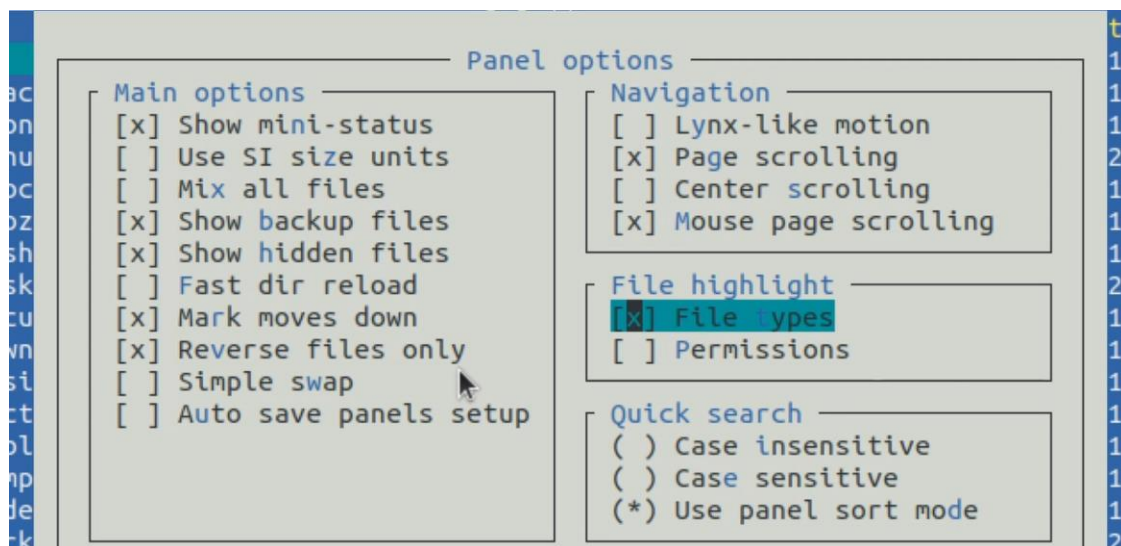 Panel options
Main options
[x] Show mini-status
[ ] Use SI size units
[ ] Mix all files
[x] Show backup files
[x] Show hidden files
[ ] Fast dir reload
[x] Mark moves down
[x] Reverse files only
[ ] Simple swap
[ ] Auto save panels setup
Navigation
[ ] Lynx-like motion
[x] Page scrolling
[ ] Center scrolling
[x] Mouse page scrolling
File highlight
[x] File types
[ ] Permissions
Quick search
( ) Case insensitive
( ) Case sensitive
(*) Use panel sort mode